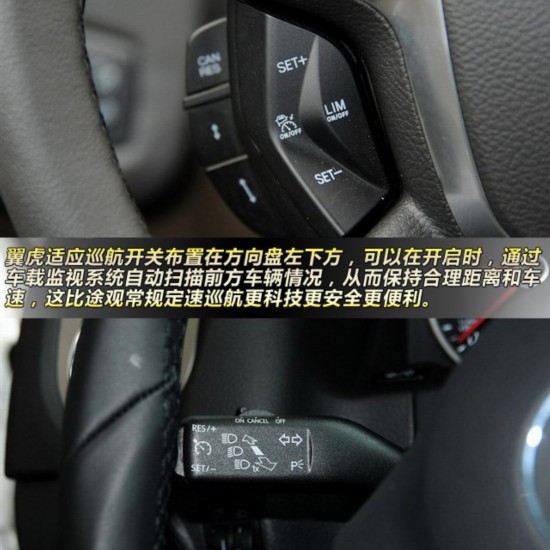 CAN
RES
SET+
LIM
ON/OFF
ON/OFF
SET−
翼虎适应巡航开关布置在方向盘左下方，可以在开启时，通过
车载监视系统自动扫描前方车辆情况，从而保持合理距离和车
速，这比途观常规定速巡航更科技更安全更便利。
ON CANCEL OFF
RES/+
SET/−
1x
P